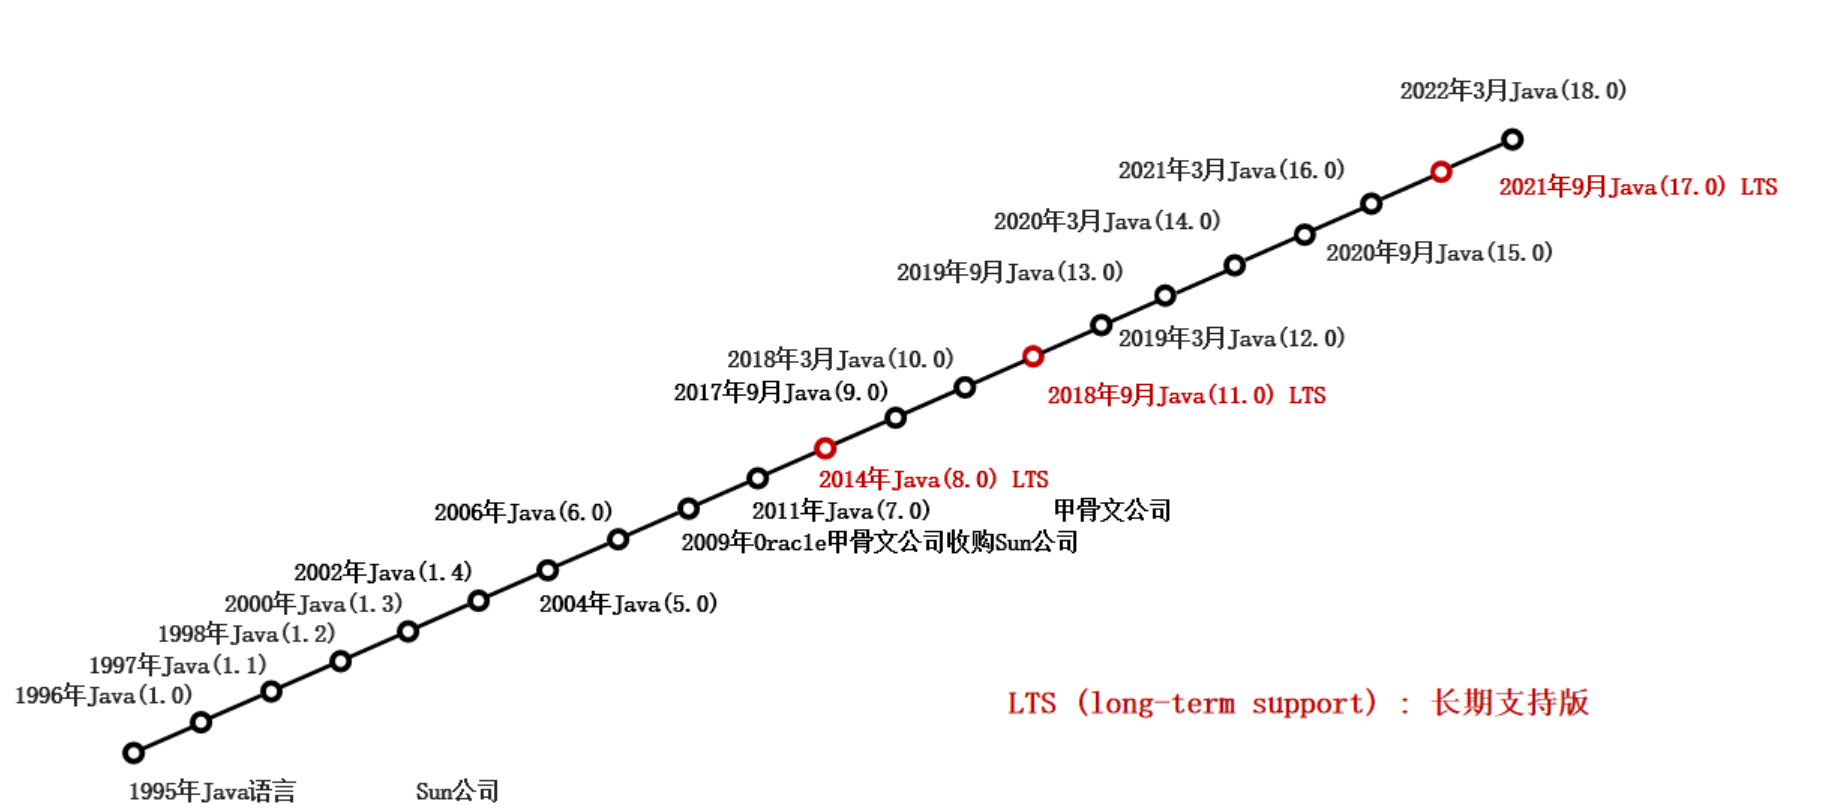 2022年3月Java(18.0)
2021年3月Java(16.0)
2021年9月Java(17.0) LTS
2020年3月Java(14.0)
2020年9月Java(15.0)
2019年9月Java(13.0)
2019年3月Java(12.0)
2018年3月Java(10.0)
2017年9月Java(9.0)
2018年9月Java(11.0) LTS
2014年Java(8.0) LTS
2006年Java(6.0)
2011年Java(7.0)
甲骨文公司
2009年Oracle甲骨文公司收购Sun公司
2002年Java(1.4)
2000年Java(1.3)
2004年Java(5.0)
1998年Java(1.2)
1997年Java(1.1)
1996年Java(1.0)
LTS (long-term support) : 长期支持版
1995年Java语言
Sun公司